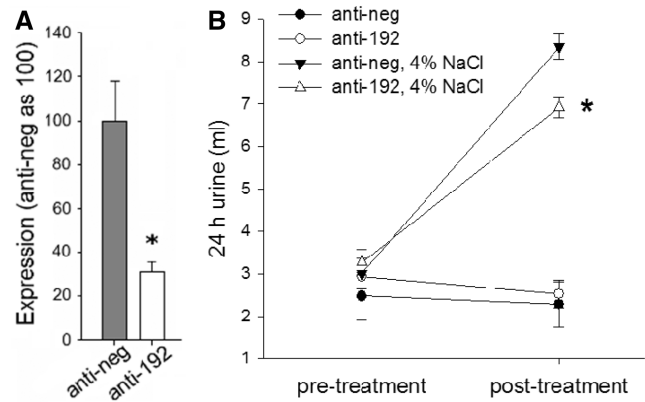 A
Expression (anti-neg as 100)
140
120
100
80
60
40
20
0
*
anti-neg
anti-192
B
24 h urine (ml)
9
8
7
6
5
4
3
2
1
anti-neg
anti-192
anti-neg, 4% NaCl
anti-192, 4% NaCl
*
pre-treatment
post-treatment